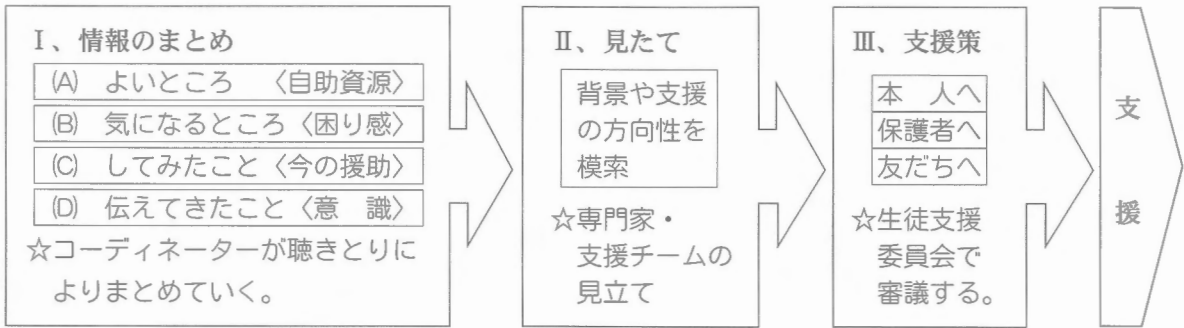 Ⅰ、情報のまとめ
(A) よいところ 〈自助資源〉
(B) 気になるところ〈困り感〉
(C) してみたこと〈今の援助〉
(D) 伝えてきたこと〈意 識〉
☆コーディネーターが聴きとりに
よりまとめていく。
Ⅱ、見たて
背景や支援
の方向性を
模索
☆専門家・
支援チームの
見立て
Ⅲ、支援策
本 人へ
保護者へ
友だちへ
☆生徒支援
委員会で
審議する。
支
援